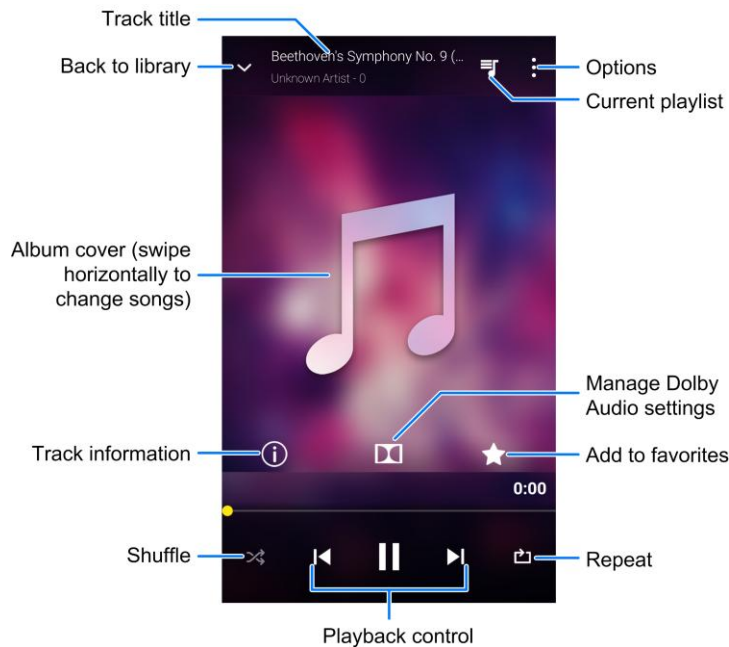 Track title
Back to library
Beethoven's Symphony No. 9 (...
Unknown Artist - 0
Options
Current playlist
Album cover (swipe
horizontally to
change songs)
Manage Dolby
Audio settings
Track information
Add to favorites
0:00
Shuffle
Repeat
Playback control